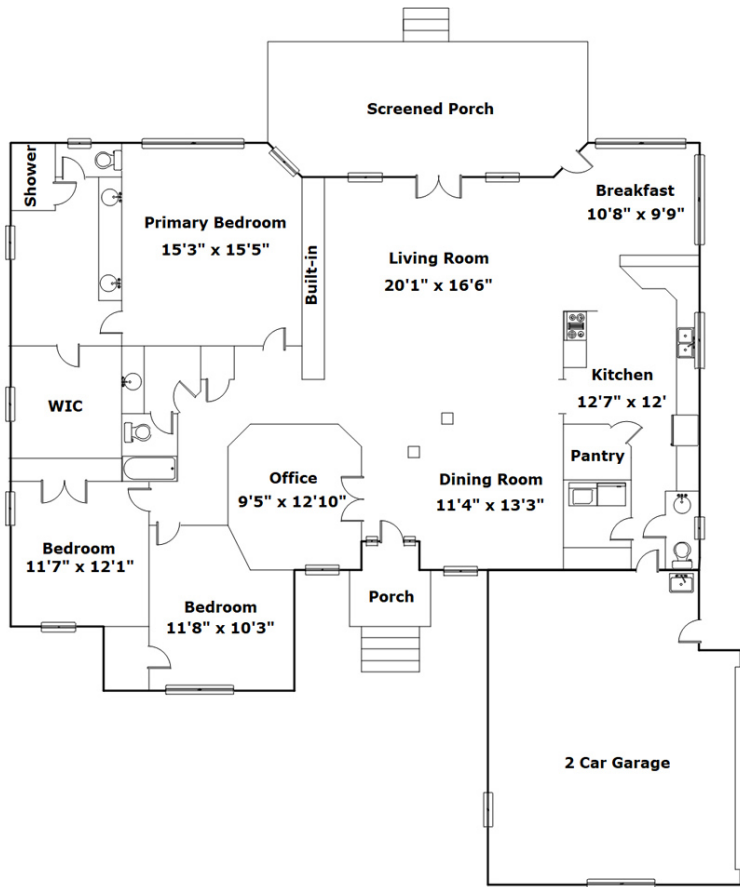 Screened Porch
Shower
Primary Bedroom
15'3" x 15'5"
Built-in
Living Room
20'1" x 16'6"
Breakfast
10'8" x 9'9"
Kitchen
12'7" x 12'
WIC
Pantry
Office
9'5" x 12'10"
Dining Room
11'4" x 13'3"
Bedroom
11'7" x 12'1"
Bedroom
11'8" x 10'3"
Porch
2 Car Garage